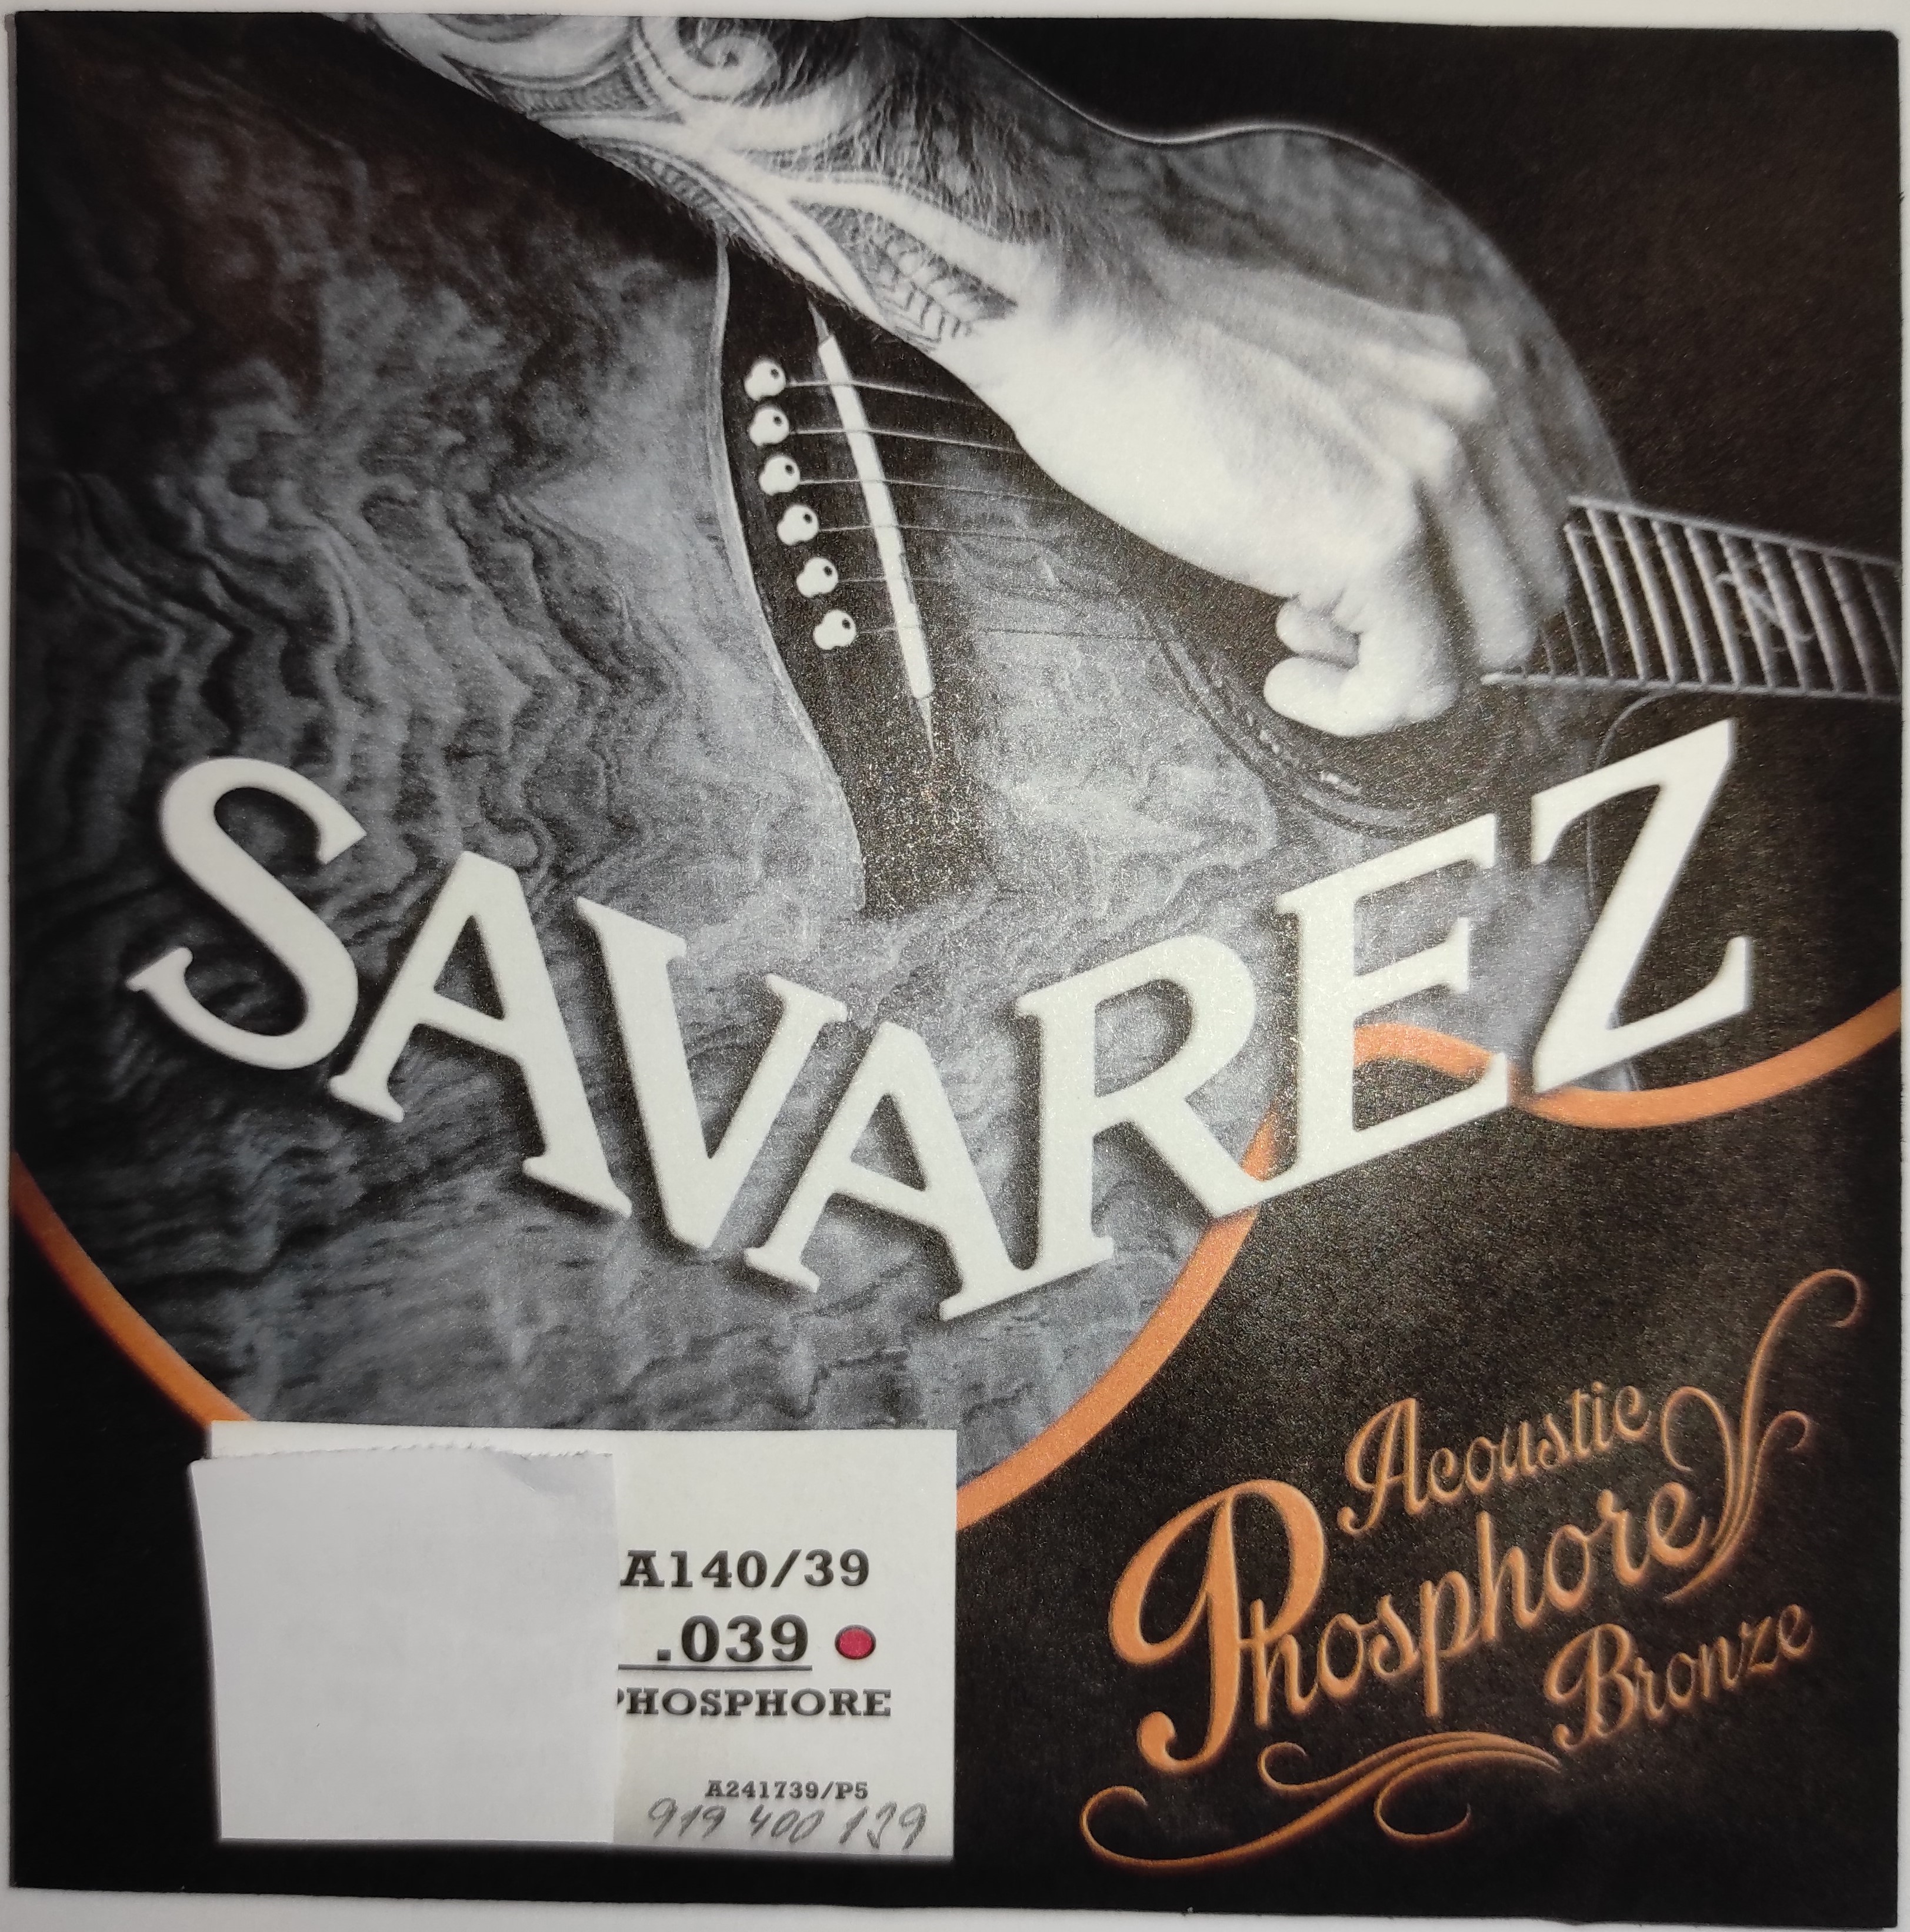 SAVAREZ
Acoustic
Phosphore
Bronze
A140/39
.039
PHOSPHORE
A241739/P5
919 400 139